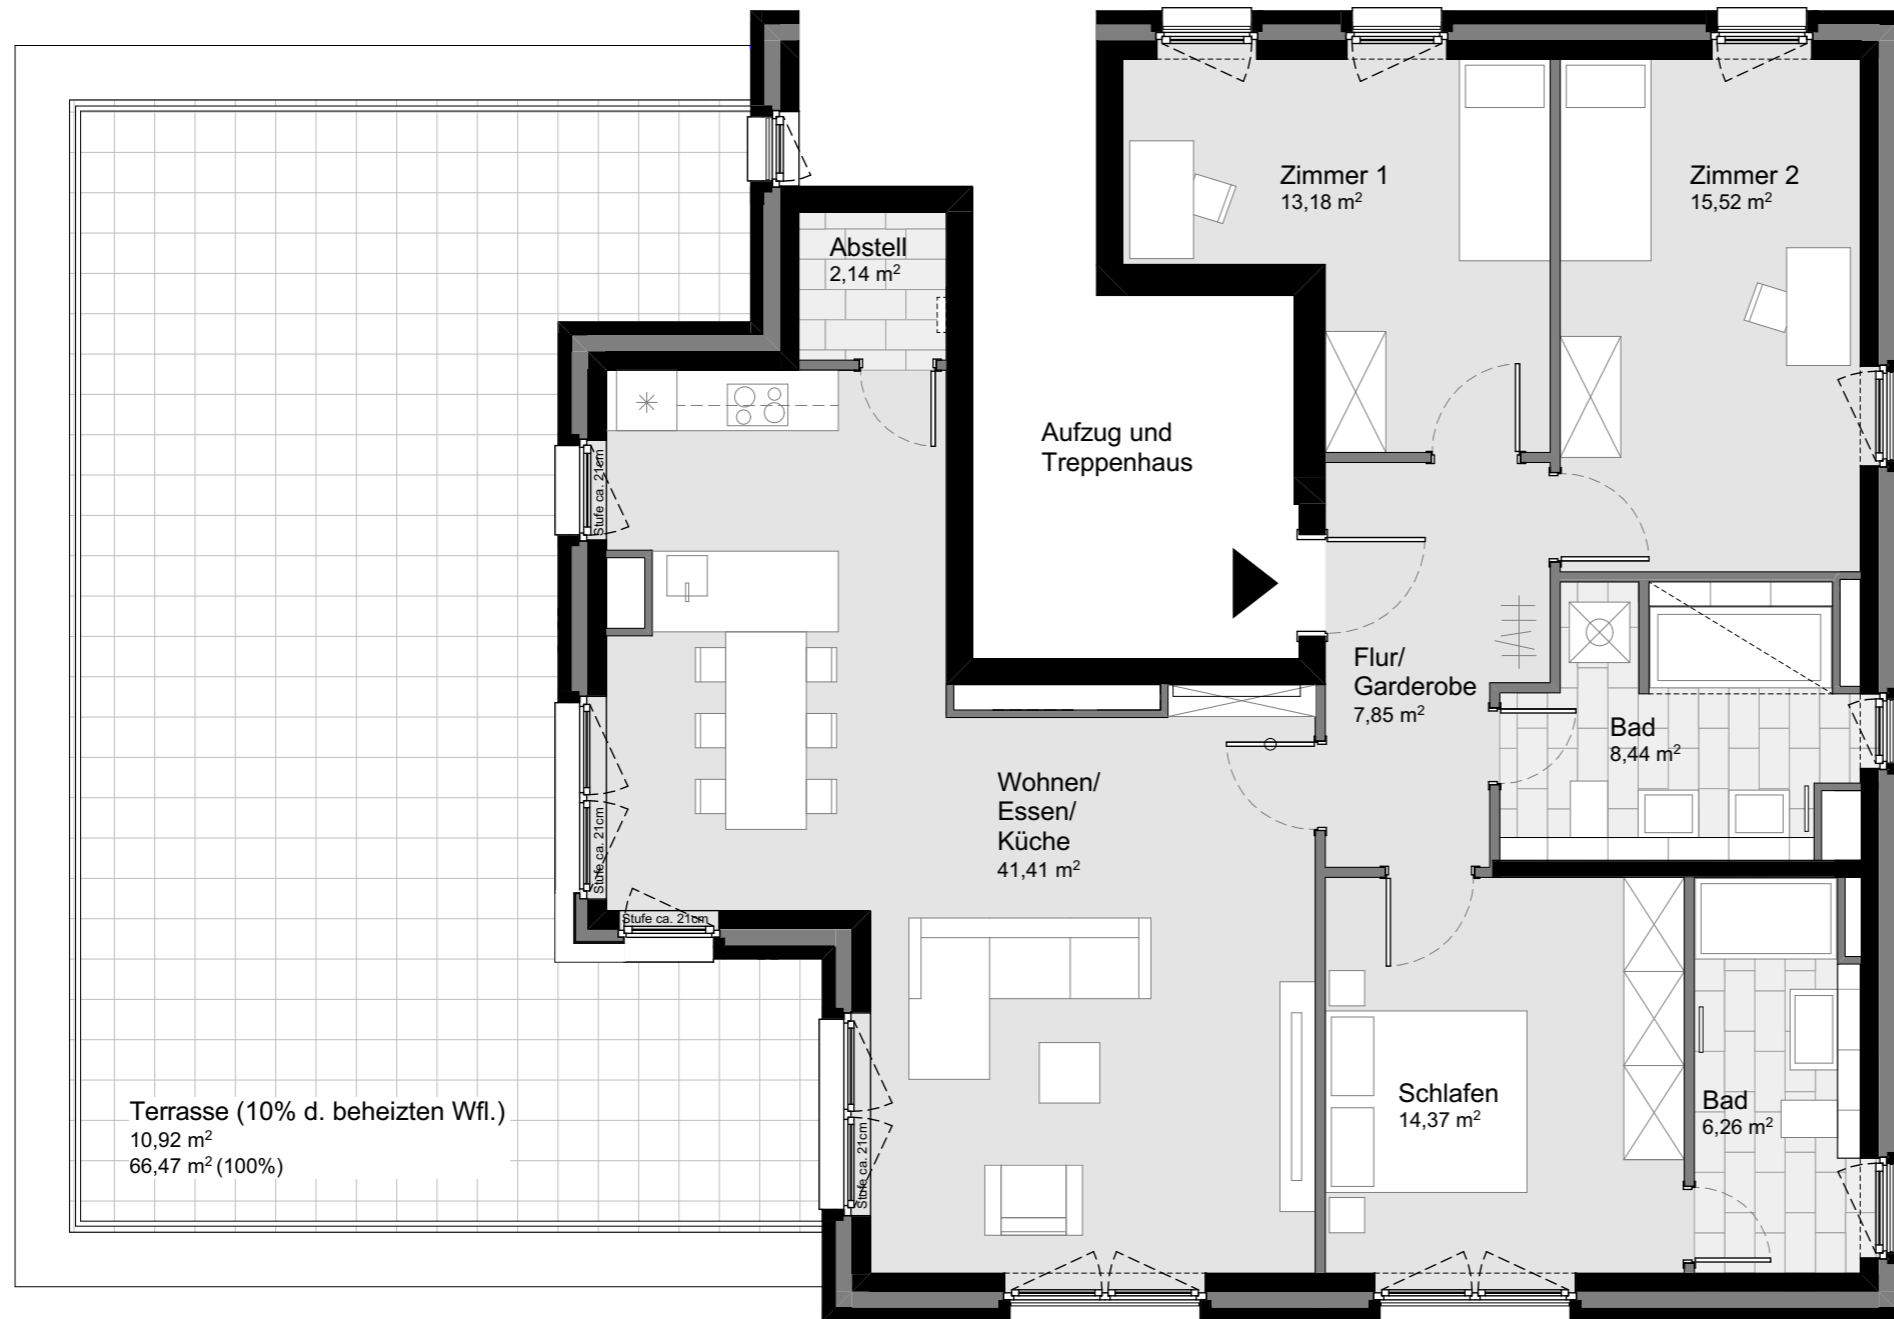 Zimmer 1
13,18 m²
Zimmer 2
15,52 m²
Abstell
2,14 m²
Aufzug und
Treppenhaus
Stufe ca. 21cm
Flur/
Garderobe
7,85 m²
Bad
8,44 m²
Wohnen/
Essen/
Küche
41,41 m²
Stufe ca. 21cm
Stufe ca. 21cm
Schlafen
14,37 m²
Bad
6,26 m²
Terrasse (10% d. beheizten Wfl.)
10,92 m²
66,47 m² (100%)
Stufe ca. 21cm